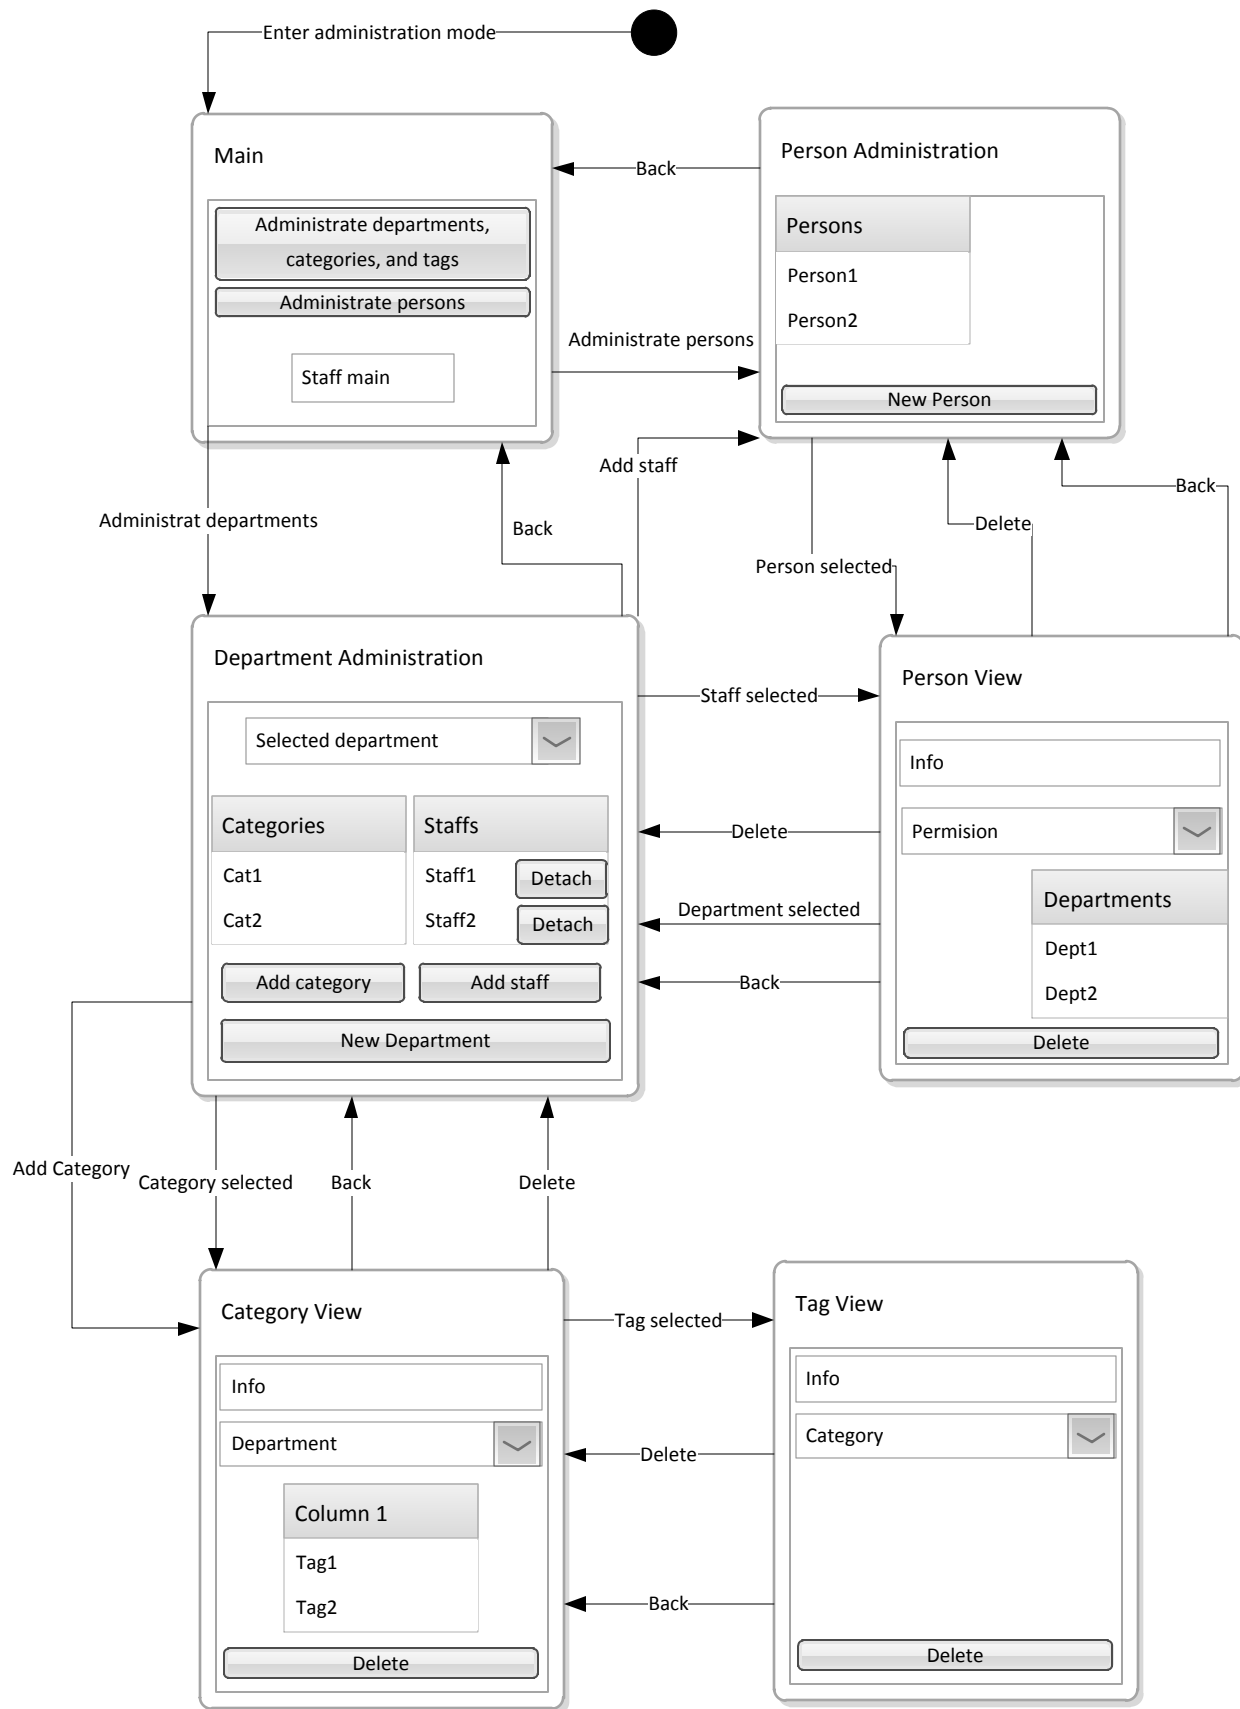 Enter administration mode
Main
Administrate departments,
categories, and tags
Administrate persons
Staff main
Back
Person Administration
Persons
Person1
Person2
New Person
Administrate persons
Add staff
Back
Administrat departments
Back
Delete
Person selected
Department Administration
Selected department
Categories
Staffs
Cat1
Staff1
Detach
Cat2
Staff2
Detach
Add category
Add staff
New Department
Staff selected
Delete
Department selected
Back
Person View
Info
Permision
Departments
Dept1
Dept2
Delete
Add Category
Category selected
Back
Delete
Category View
Info
Department
Column 1
Tag1
Tag2
Delete
Tag selected
Delete
Back
Tag View
Info
Category
Delete